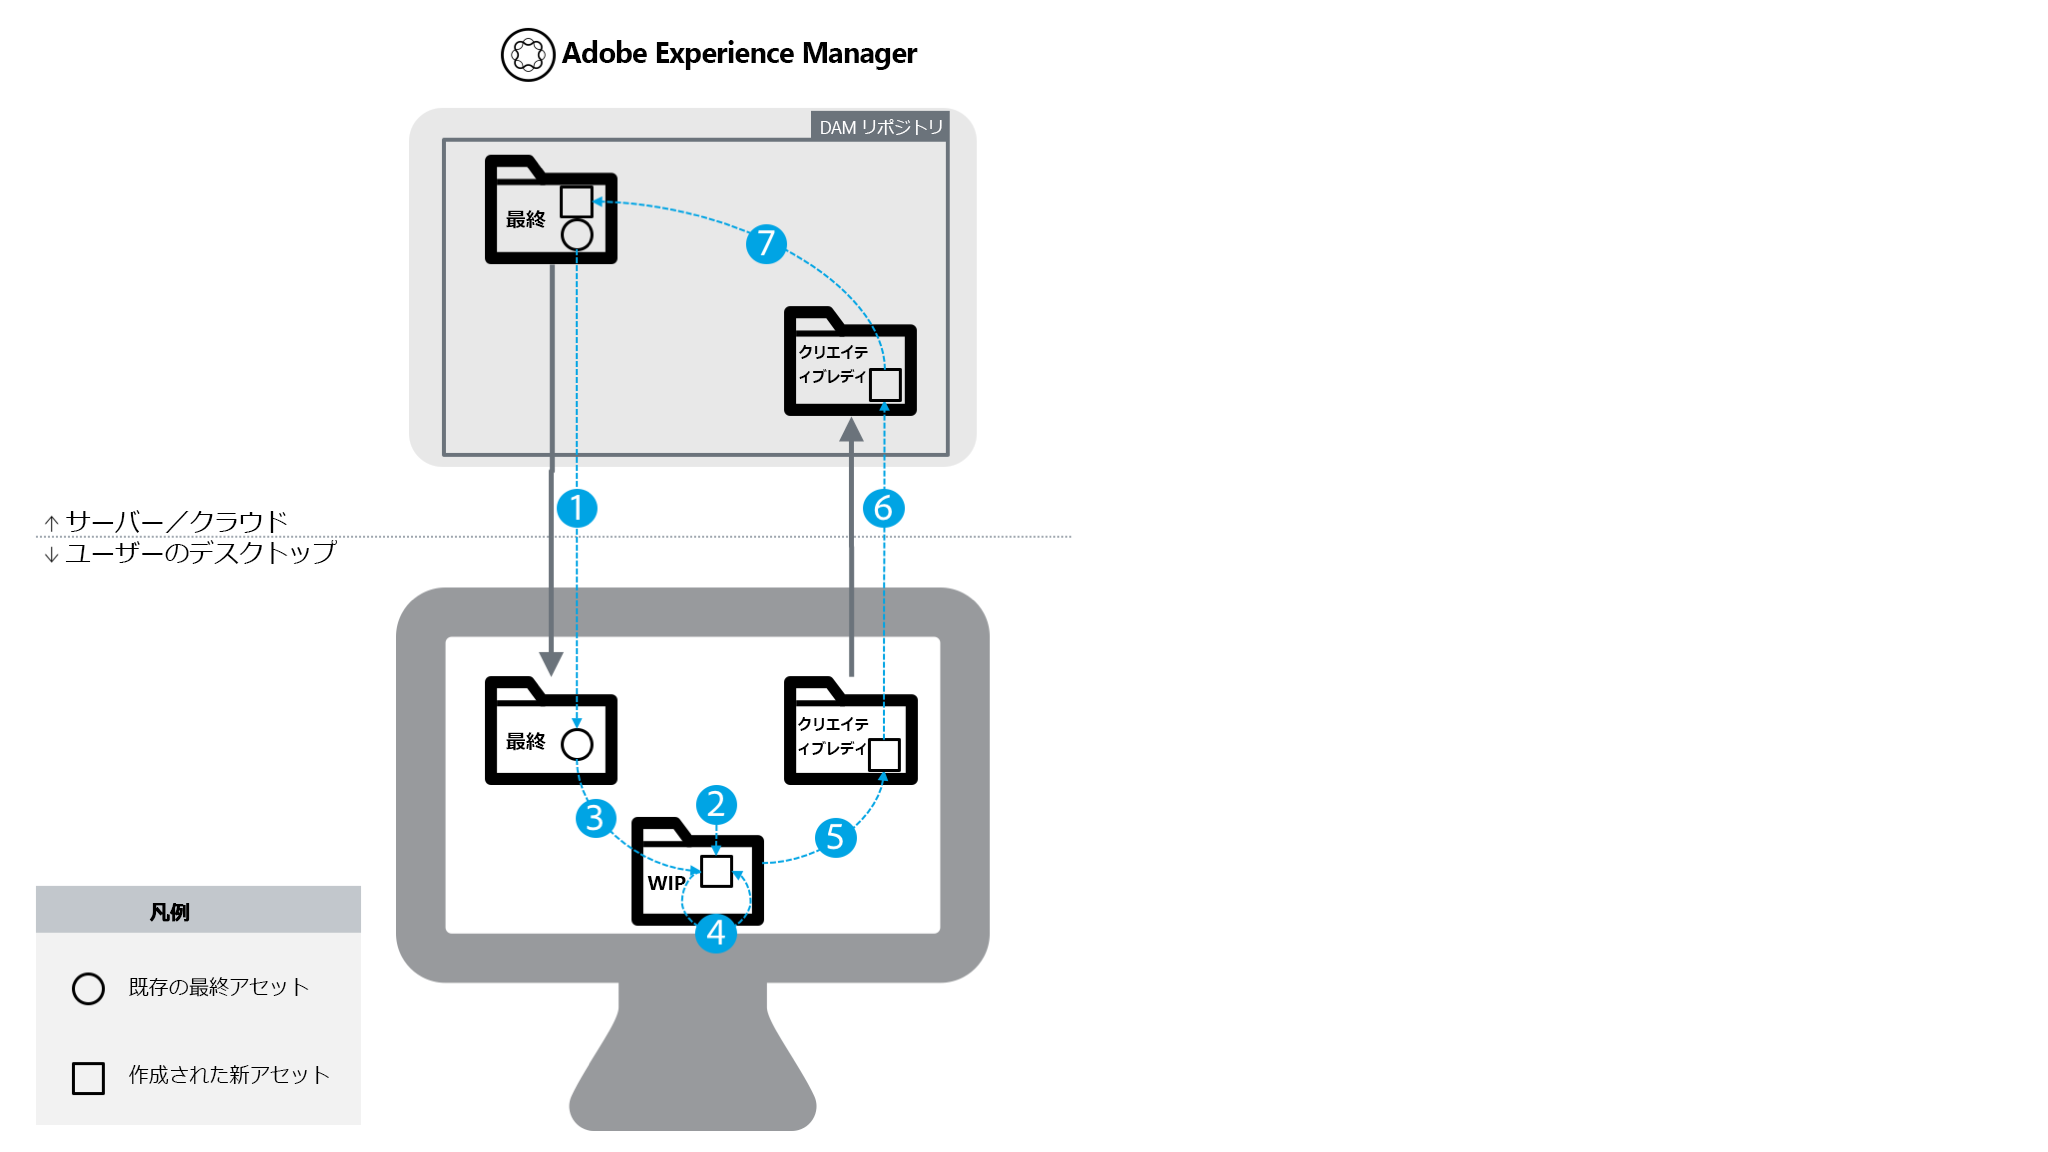 Adobe Experience Manager
DAM リポジトリ
最終
7
クリエイテ
ィブレディ
1
6
↑ サーバー／クラウド
↓ ユーザーのデスクトップ
最終
クリエイテ
ィブレディ
3
2
5
WIP
4
凡例
既存の最終アセット
作成された新アセット